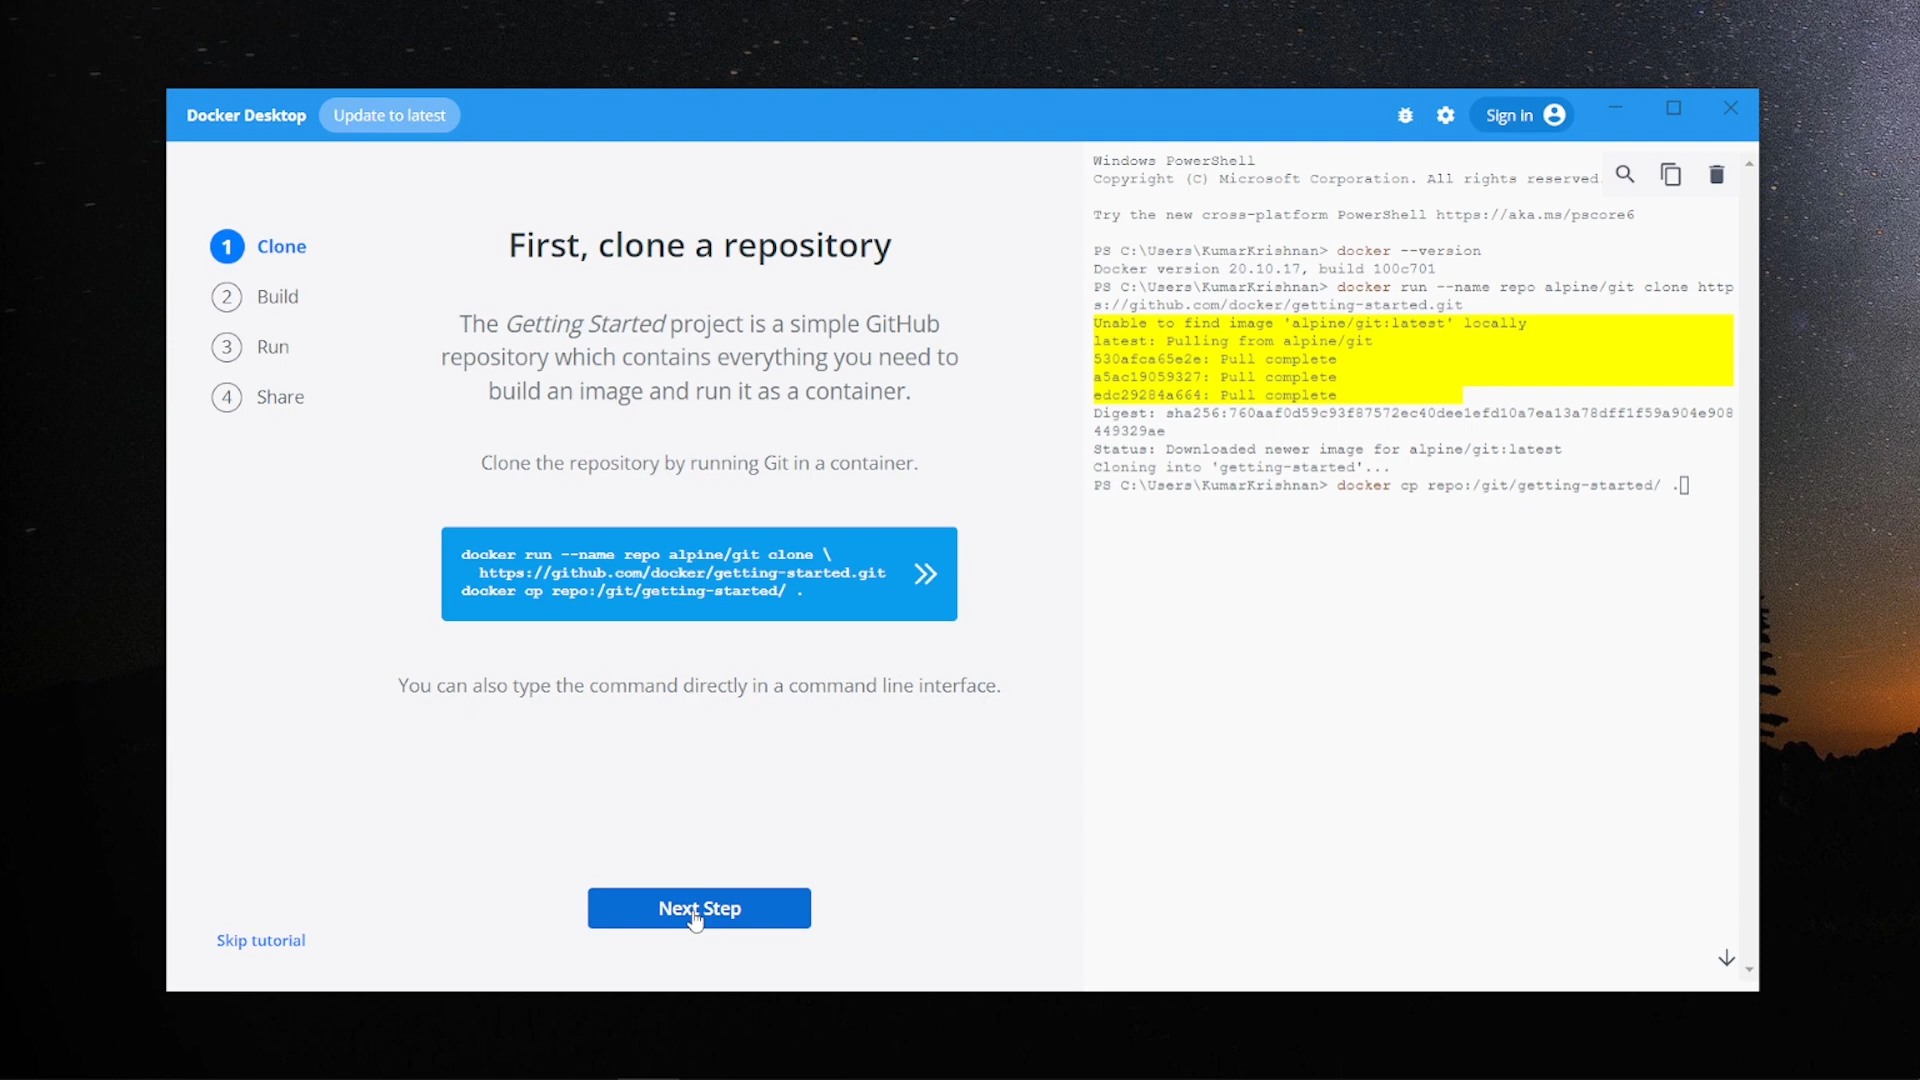 Docker Desktop
Update to latest
Sign in
1 Clone
2 Build
3 Run
4 Share
First, clone a repository
The Getting Started project is a simple GitHub
repository which contains everything you need to
build an image and run it as a container.
Clone the repository by running Git in a container.
docker run --name repo alpine/git clone \
https://github.com/docker/getting-started.git
docker cp repo:/git/getting-started/ .
You can also type the command directly in a command line interface.
Next Step
Skip tutorial
Windows PowerShell
Copyright (C) Microsoft Corporation. All rights reserved.
Try the new cross-platform PowerShell https://aka.ms/pscore6
PS C:\Users\KumarKrishnan> docker --version
Docker version 20.10.17, build 100c701
PS C:\Users\KumarKrishnan> docker run --name repo alpine/git clone http
s://github.com/docker/getting-started.git
Unable to find image 'alpine/git:latest' locally
latest: Pulling from alpine/git
530afca65e2e: Pull complete
a5ac19059327: Pull complete
edc29284a664: Pull complete
Digest: sha256:760aaf0d59c93f87572ec40dee1efd10a7ea13a78dff1f59a904e908
449329ae
Status: Downloaded newer image for alpine/git:latest
Cloning into 'getting-started'...
PS C:\Users\KumarKrishnan> docker cp repo:/git/getting-started/ .